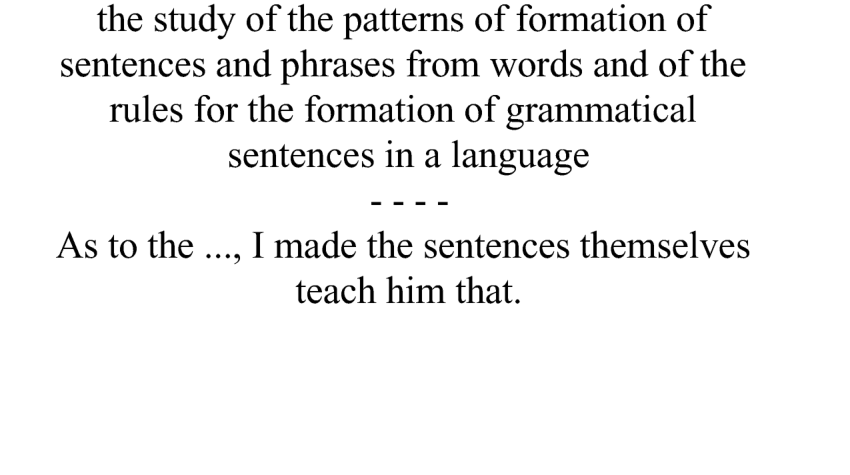 the study of the patterns of formation of
sentences and phrases from words and of the
rules for the formation of grammatical
sentences in a language
- - - -
As to the ..., I made the sentences themselves
teach him that.